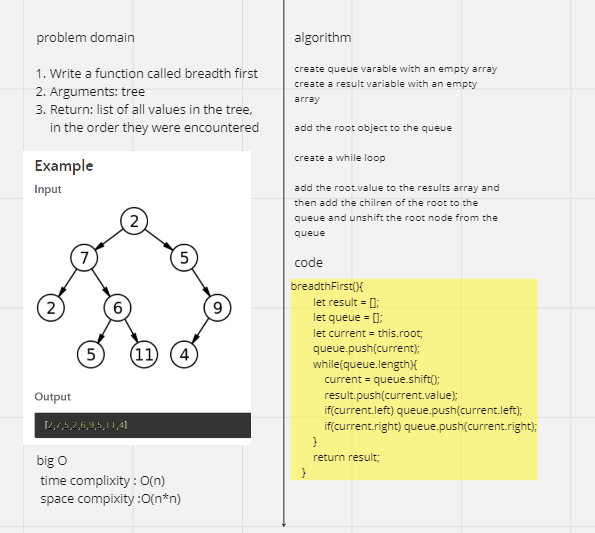 problem domain
1. Write a function called breadth first
2. Arguments: tree
3. Return: list of all values in the tree,
in the order they were encountered
Example
Input
2
7
5
2
6
9
5
11
4
Output
[2,7,5,2,6,9,5,11,4]
big O
time complixity : O(n)
space compixity :O(n*n)
algorithm
create queue varable with an empty array
create a result variable with an empty
array
add the root object to the queue
create a while loop
add the root.value to the results array and
then add the chilren of the root to the
queue and unshift the root node from the
queue
code
breadthFirst(){
let result = [];
let queue = [];
let current = this.root;
queue.push(current);
while(queue.length){
current = queue.shift();
result.push(current.value);
if(current.left) queue.push(current.left);
if(current.right) queue.push(current.right);
}
return result;
}